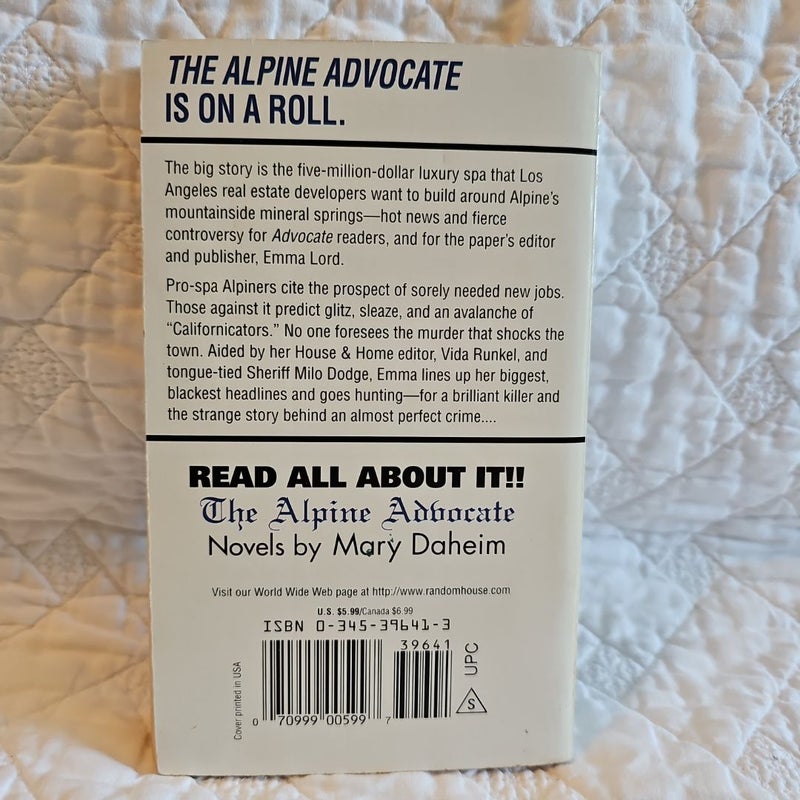 THE ALPINE ADVOCATE
IS ON A ROLL.
The big story is the five-million-dollar luxury spa that Los
Angeles real estate developers want to build around Alpine's
mountainside mineral springs—hot news and fierce
controversy for Advocate readers, and for the paper's editor
and publisher, Emma Lord.
Pro-spa Alpiners cite the prospect of sorely needed new jobs.
Those against it predict glitz, sleaze, and an avalanche of
"Californicators." No one foresees the murder that shocks the
town. Aided by her House & Home editor, Vida Runkel, and
tongue-tied Sheriff Milo Dodge, Emma lines up her biggest,
blackest headlines and goes hunting—for a brilliant killer and
the strange story behind an almost perfect crime....
READ ALL ABOUT IT!!
The Alpine Advocate
Novels by Mary Daheim
Visit our World Wide Web page at http://www.randomhouse.com
U.S. $5.99/Canada $6.99
ISBN 0-345-39641-3
39641
UPC
S
Cover printed in USA
0 70999 00599 7